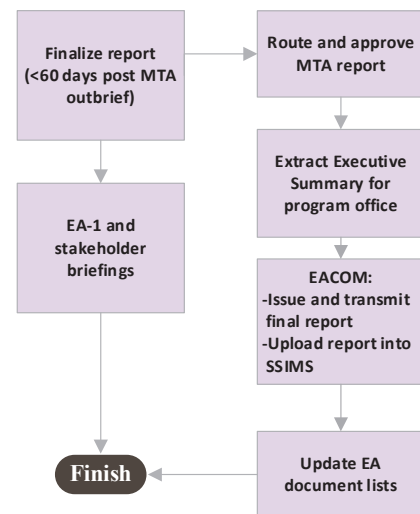 Finalize report
(<60 days post MTA
outbrief)
Route and approve
MTA report
Extract Executive
Summary for
program office
EA-1 and
stakeholder
briefings
EACOM:
-Issue and transmit
final report
-Upload report into
SSIMS
Finish
Update EA
document lists